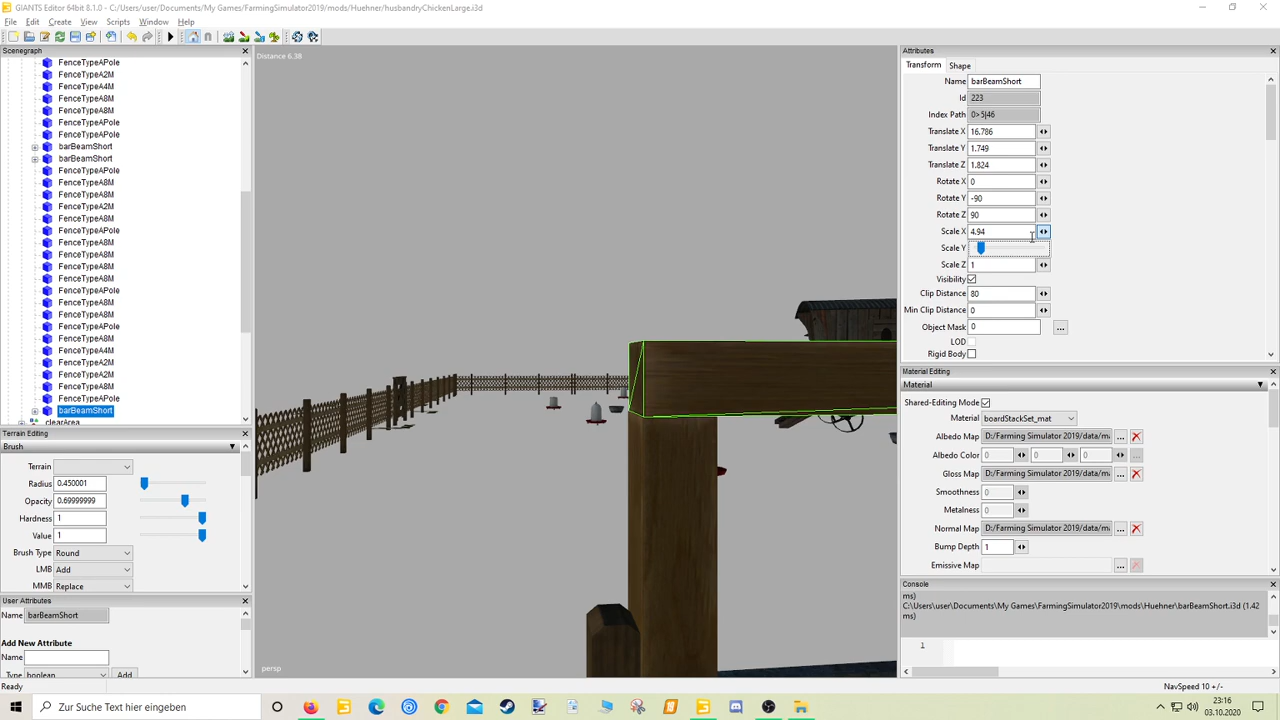 GIANTS Editor 64bit v8.1.0 - C:/Users/user/Documents/My Games/FarmingSimulator2019/mods/Huehner/husbandryChickenLarge.i3d
File Edit Create View Scripts Window Help
Scenegraph
FenceTypeAPole
FenceTypeA2M
FenceTypeA4M
FenceTypeA8M
FenceTypeA8M
FenceTypeAPole
FenceTypeAPole
barBeamShort
barBeamShort
FenceTypeAPole
FenceTypeA8M
FenceTypeA8M
FenceTypeA2M
FenceTypeAPole
FenceTypeA8M
FenceTypeA8M
FenceTypeA8M
FenceTypeA8M
FenceTypeA8M
FenceTypeA8M
FenceTypeA8M
FenceTypeAPole
FenceTypeA8M
FenceTypeA4M
FenceTypeA2M
FenceTypeA2M
FenceTypeA8M
FenceTypeAPole
barBeamShort
clearArea
Terrain Editing
Brush
Terrain
Radius 0.450001
Opacity 0.69999999
Hardness 1
Value 1
Brush Type Round
LMB Add
MMB Replace
User Attributes
Name barBeamShort
Add New Attribute
Name
Type boolean Add
Ready
Distance 6.38
persp
Attributes
Transform Shape
Name barBeamShort
Id 223
Index Path 0>5|46
Translate X 16.786
Translate Y 1.749
Translate Z 1.824
Rotate X 0
Rotate Y -90
Rotate Z 90
Scale X 4.94
Scale Y
Scale Z 1
Visibility
Clip Distance 80
Min Clip Distance 0
Object Mask 0 ...
LOD
Rigid Body
Material Editing
Material
Shared-Editing Mode
Material boardStackSet_mat
Albedo Map D:/Farming Simulator 2019/data/ma ...
Albedo Color 0 0 0 ...
Gloss Map D:/Farming Simulator 2019/data/ma ...
Smoothness 0
Metalness 0
Normal Map D:/Farming Simulator 2019/data/ma ...
Bump Depth 1
Emissive Map ...
Console
ms)
C:\Users\user\Documents\My Games\FarmingSimulator2019\mods\Huehner\barBeamShort.i3d (1.42
ms)
1
NavSpeed 10 +/-
Zur Suche Text hier eingeben
23:16
03.10.2020